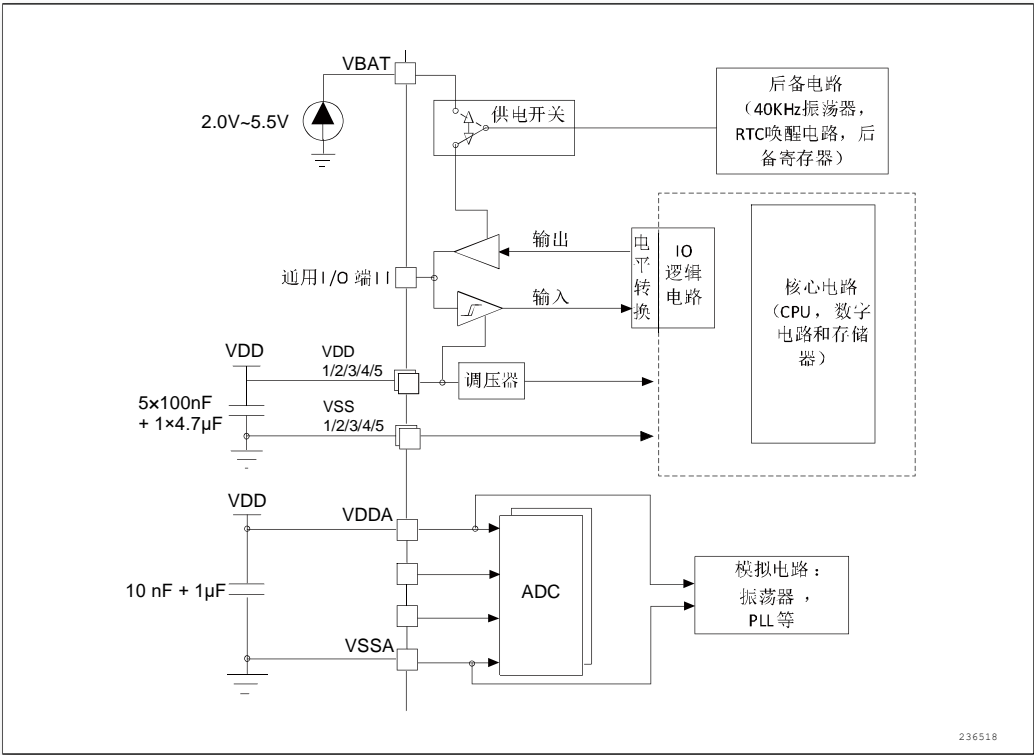 VBAT
2.0V~5.5V
供电开关
后备电路
（40KHz振荡器，
RTC唤醒电路，后
备寄存器）
输出
通用I/O 端口
输入
电
平
转
换
IO
逻辑
电路
核心电路
（CPU，数字
电路和存储
器）
VDD
VDD
1/2/3/4/5
调压器
5×100nF
+ 1×4.7µF
VSS
1/2/3/4/5
VDD
VDDA
10 nF + 1µF
ADC
VSSA
模拟电路：
振荡器，
PLL等
236518